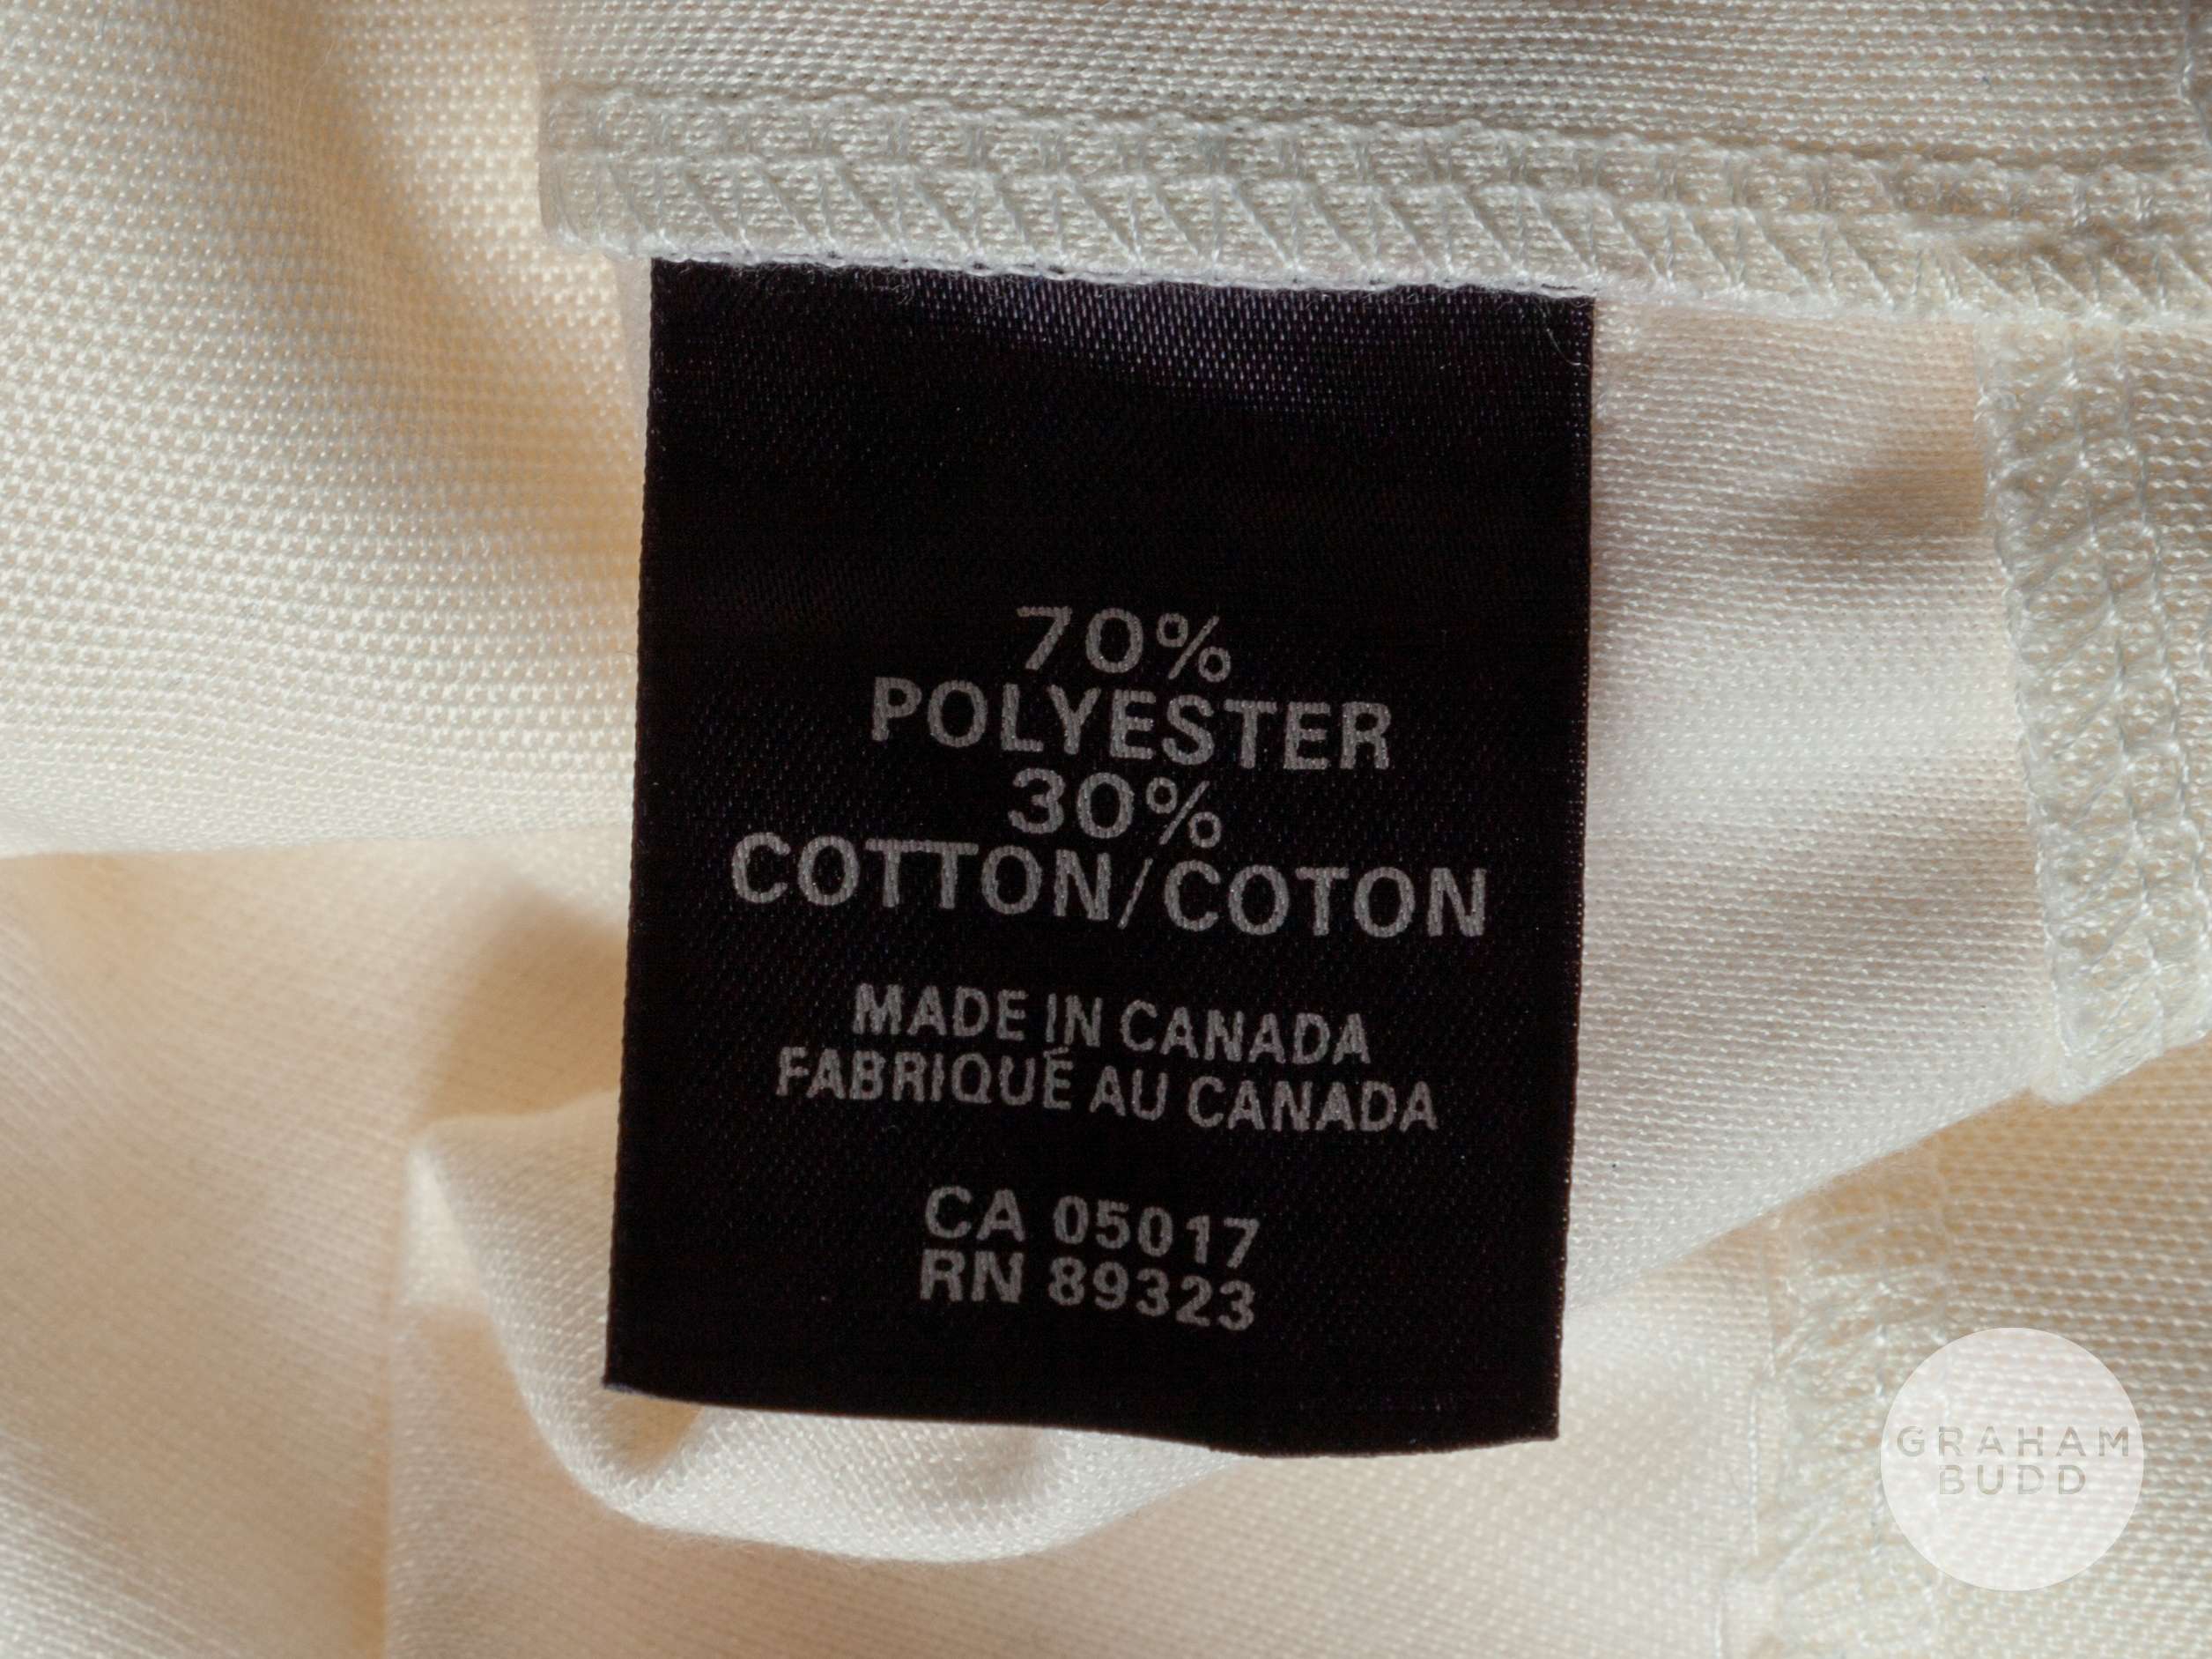 70%
POLYESTER
30%
COTTON/COTON
MADE IN CANADA
FABRIQUÉ AU CANADA
CA 05017
RN 89323
GRAHAM
BUDD